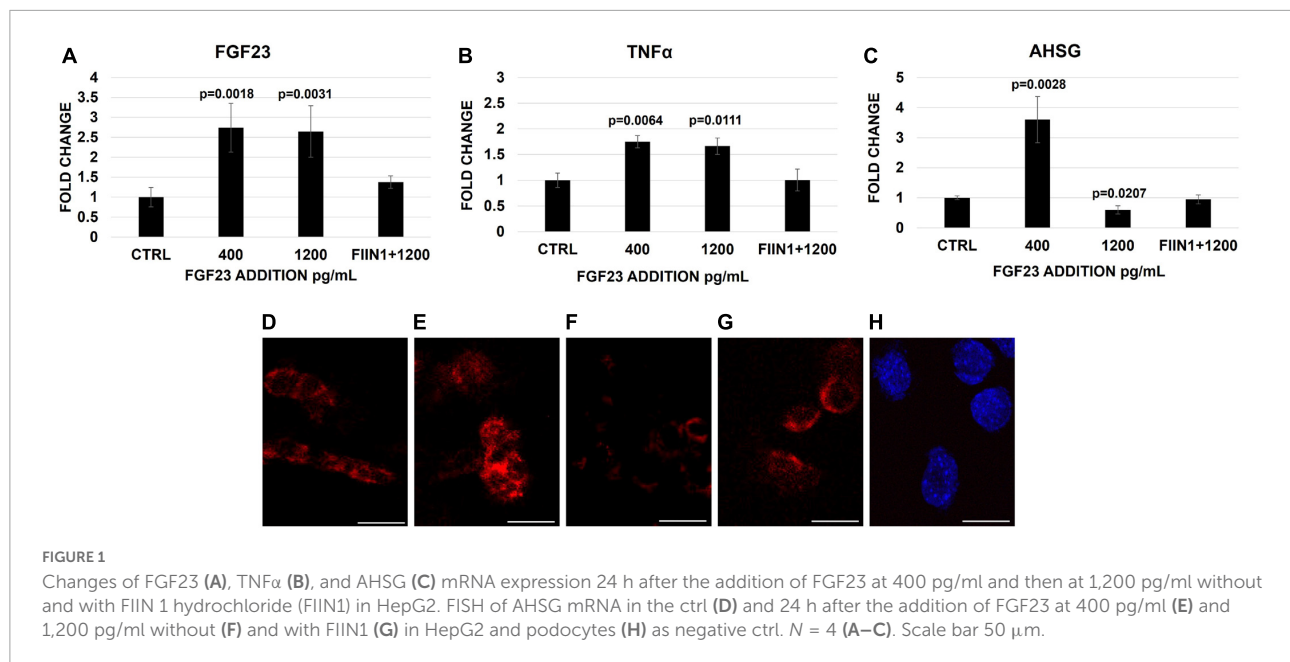 A
FGF23
FOLD CHANGE
4
3.5
3
2.5
2
1.5
1
0.5
0
p=0.0018
p=0.0031
CTRL 400 1200 FIIN1+1200
FGF23 ADDITION pg/mL
B
TNFα
FOLD CHANGE
3
2.5
2
1.5
1
0.5
0
p=0.0064
p=0.0111
CTRL 400 1200 FIIN1+1200
FGF23 ADDITION pg/mL
C
AHSG
FOLD CHANGE
5
4
3
2
1
0
p=0.0028
p=0.0207
CTRL 400 1200 FIIN1+1200
FGF23 ADDITION pg/mL
D E F G H
FIGURE 1
Changes of FGF23 (A), TNFα (B), and AHSG (C) mRNA expression 24 h after the addition of FGF23 at 400 pg/ml and then at 1,200 pg/ml without
and with FIIN 1 hydrochloride (FIIN1) in HepG2. FISH of AHSG mRNA in the ctrl (D) and 24 h after the addition of FGF23 at 400 pg/ml (E) and
1,200 pg/ml without (F) and with FIIN1 (G) in HepG2 and podocytes (H) as negative ctrl. N = 4 (A–C). Scale bar 50 μm.